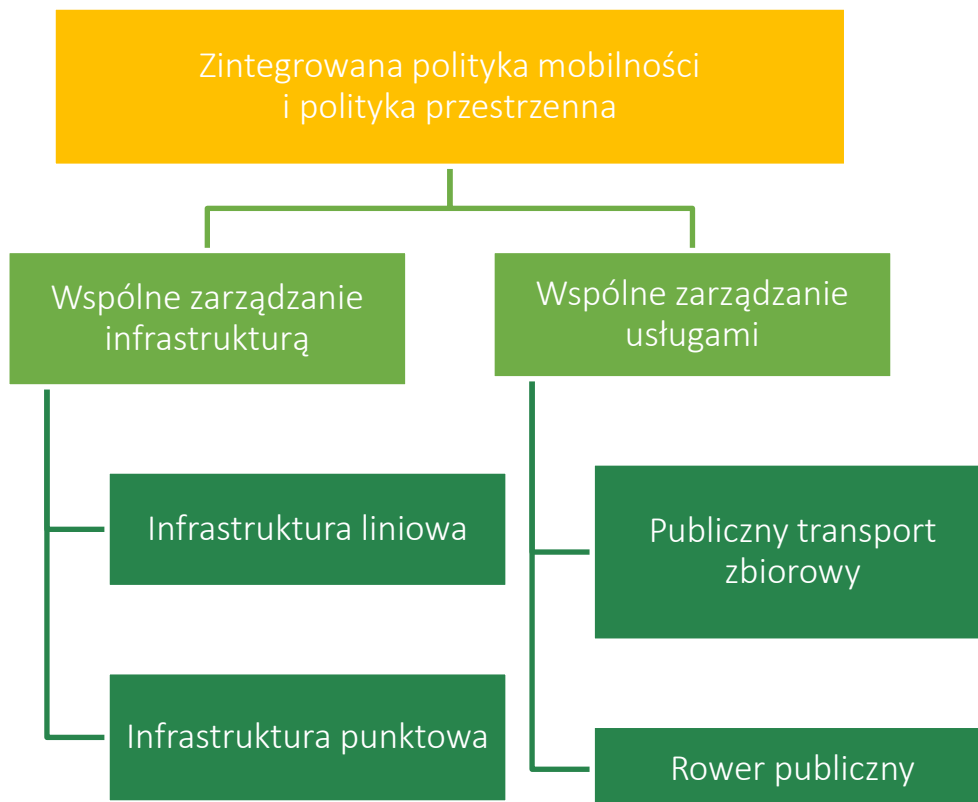 Zintegrowana polityka mobilności
i polityka przestrzenna
Wspólne zarządzanie
infrastrukturą
Wspólne zarządzanie
usługami
Infrastruktura liniowa
Publiczny transport
zbiorowy
Infrastruktura punktowa
Rower publiczny